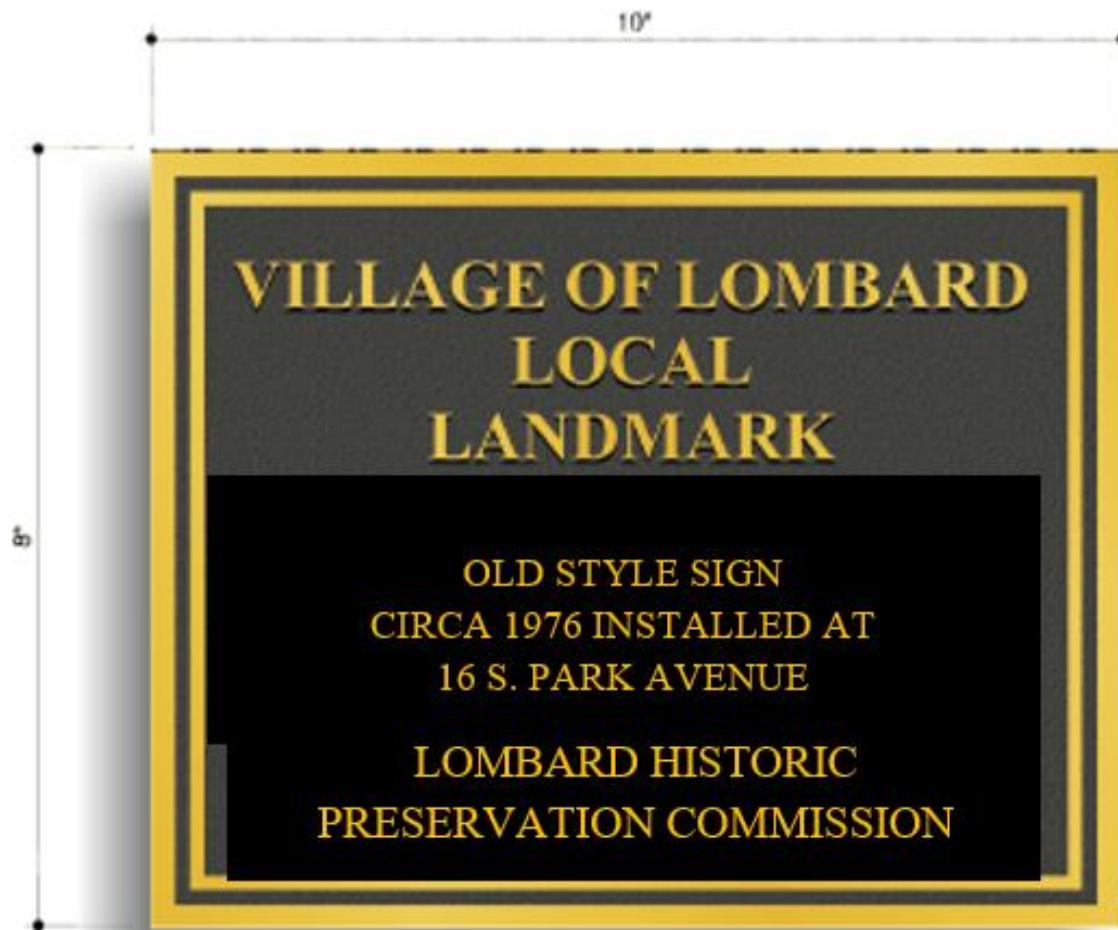 10"
8"
VILLAGE OF LOMBARD
LOCAL
LANDMARK
OLD STYLE SIGN
CIRCA 1976 INSTALLED AT
16 S. PARK AVENUE
LOMBARD HISTORIC
PRESERVATION COMMISSION